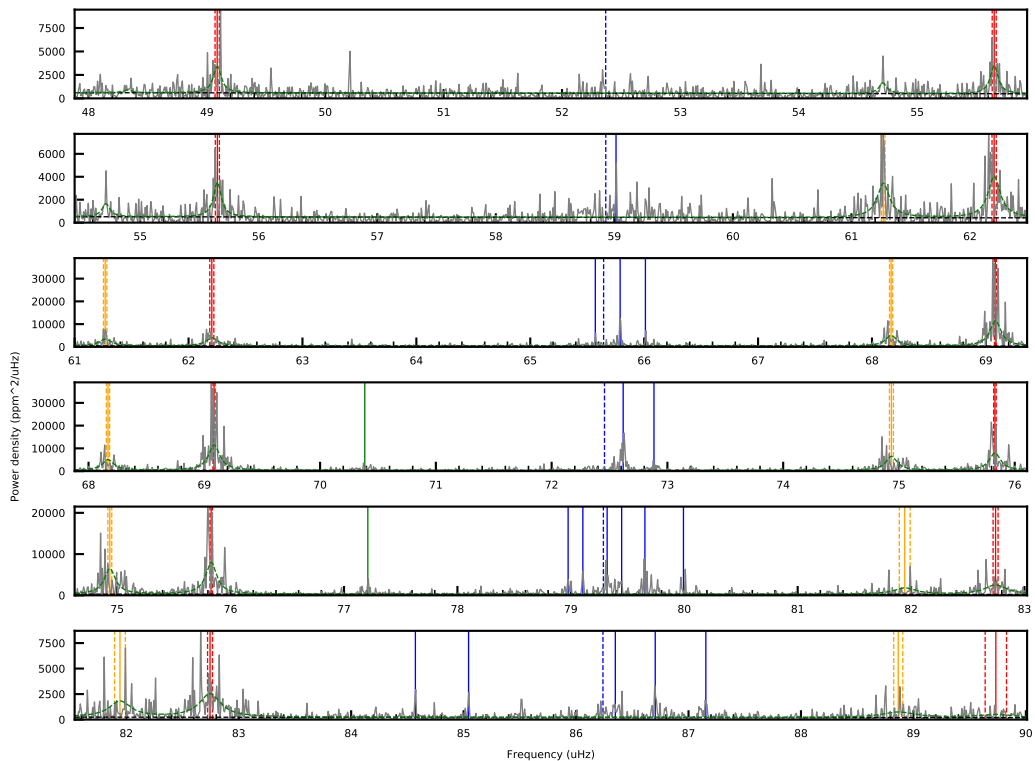 7500
5000
2500
0
48 49 50 51 52 53 54 55
6000
4000
2000
0
55 56 57 58 59 60 61 62
30000
20000
10000
0
61 62 63 64 65 66 67 68 69
Power density (ppm^2/uHz)
30000
20000
10000
0
68 69 70 71 72 73 74 75 76
20000
10000
0
75 76 77 78 79 80 81 82 83
7500
5000
2500
0
82 83 84 85 86 87 88 89 90
Frequency (uHz)